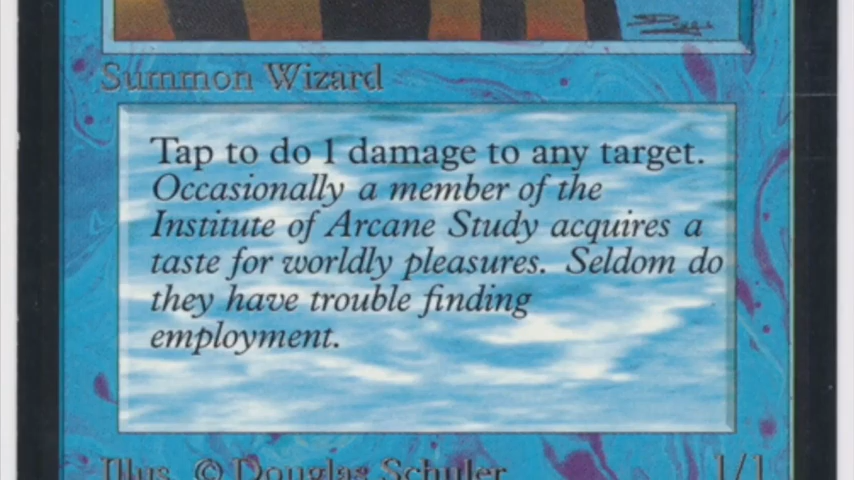 Summon Wizard
Tap to do 1 damage to any target.
Occasionally a member of the
Institute of Arcane Study acquires a
taste for worldly pleasures. Seldom do
they have trouble finding
employment.
Illus. © Douglas Schuler
1/1